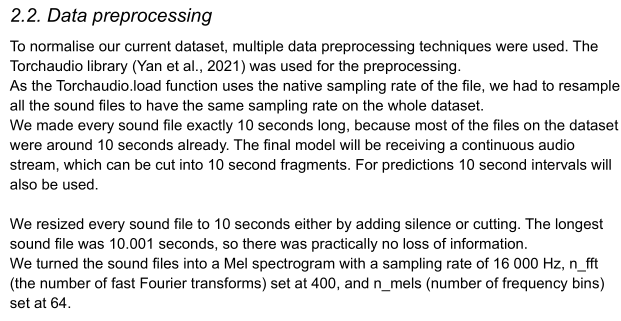 2.2. Data preprocessing
To normalise our current dataset, multiple data preprocessing techniques were used. The
Torchaudio library (Yan et al., 2021) was used for the preprocessing.
As the Torchaudio.load function uses the native sampling rate of the file, we had to resample
all the sound files to have the same sampling rate on the whole dataset.
We made every sound file exactly 10 seconds long, because most of the files on the dataset
were around 10 seconds already. The final model will be receiving a continuous audio
stream, which can be cut into 10 second fragments. For predictions 10 second intervals will
also be used.
We resized every sound file to 10 seconds either by adding silence or cutting. The longest
sound file was 10.001 seconds, so there was practically no loss of information.
We turned the sound files into a Mel spectrogram with a sampling rate of 16 000 Hz, n_fft
(the number of fast Fourier transforms) set at 400, and n_mels (number of frequency bins)
set at 64.